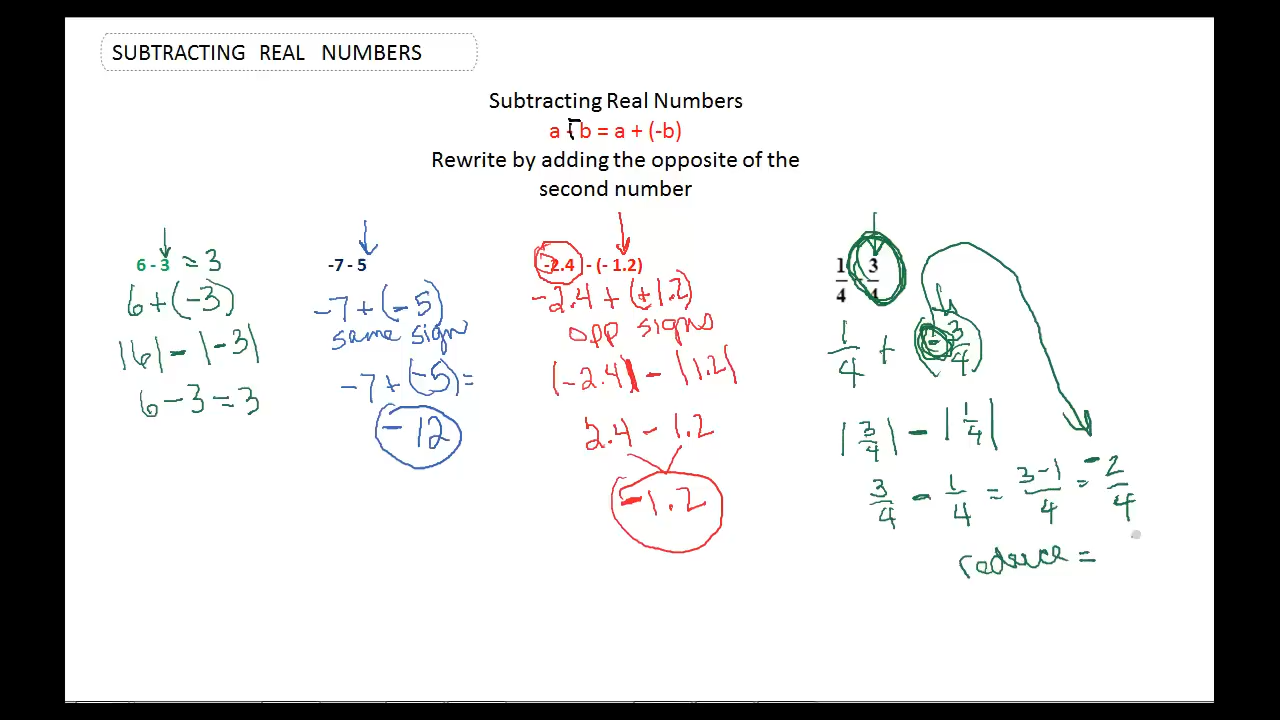 SUBTRACTING REAL NUMBERS
Subtracting Real Numbers
a - b = a + (-b)
Rewrite by adding the opposite of the
second number
6 - 3 = 3
6 + (-3)
|6| - |-3|
6 - 3 = 3
-7 - 5
-7 + (-5)
same sign
-7 + (-5) =
-12
-2.4 - (- 1.2)
-2.4 + (+1.2)
opp signs
|-2.4| - |1.2|
2.4 - 1.2
-1.2
1/4 - 3/4
1/4 + (-3/4)
|3/4| - |1/4|
3/4 - 1/4 = 3-1/4 = -2/4
reduce =